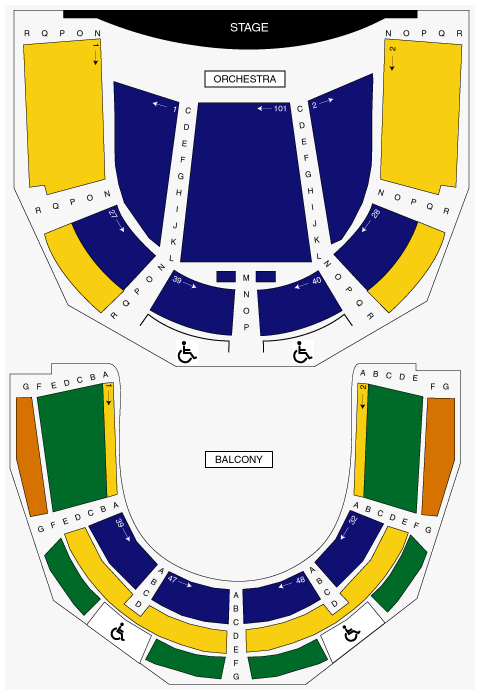 STAGE
R Q P O N
N O P Q R
1
2
ORCHESTRA
1
C
101
C
2
D
D
E
E
F
F
G
G
H
H
I
I
J
J
K
K
L
L
R Q P O N
N O P Q R
27
28
R Q P O N
N O P Q R
39
40
M
N
O
P
G F E D C B A
A B C D E F G
1
2
BALCONY
G F E D C B A
A B C D E F G
39
32
A B C D
A B C D
47
48
A
B
C
D
E
F
G